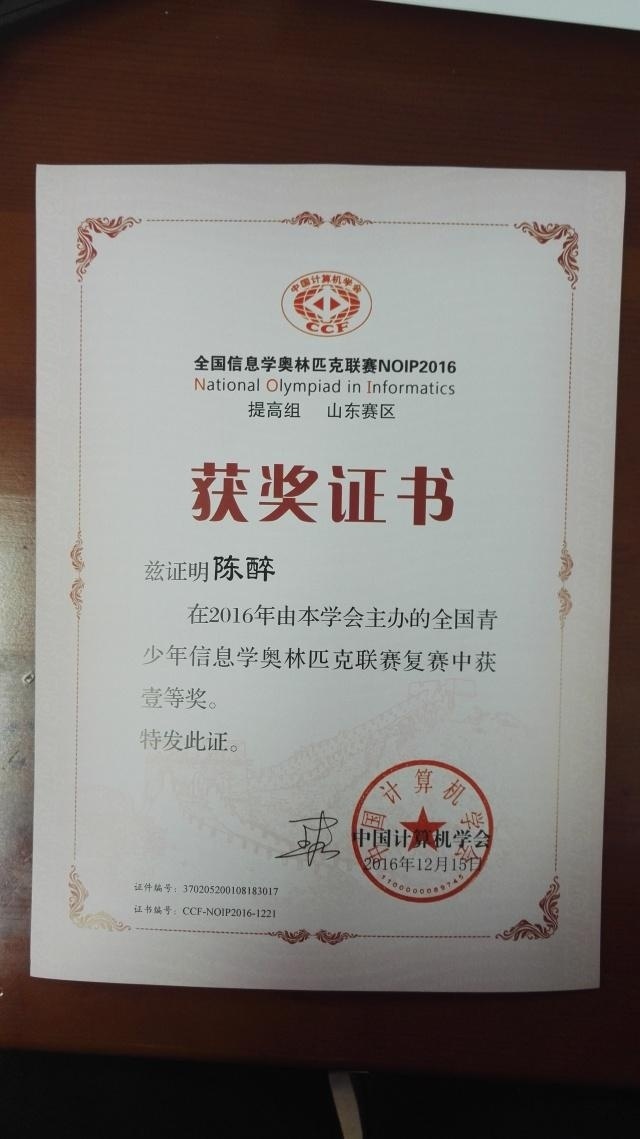 中国计算机学会
CCF
全国信息学奥林匹克联赛NOIP2016
National Olympiad in Informatics
提高组 山东赛区
获奖证书
兹证明陈醉
在2016年由本学会主办的全国青
少年信息学奥林匹克联赛复赛中获
壹等奖。
特发此证。
中国计算机学会
中国计算机学会
2016年12月15日
1100000089745
证件编号：370205200108183017
证书编号：CCF-NOIP2016-1221